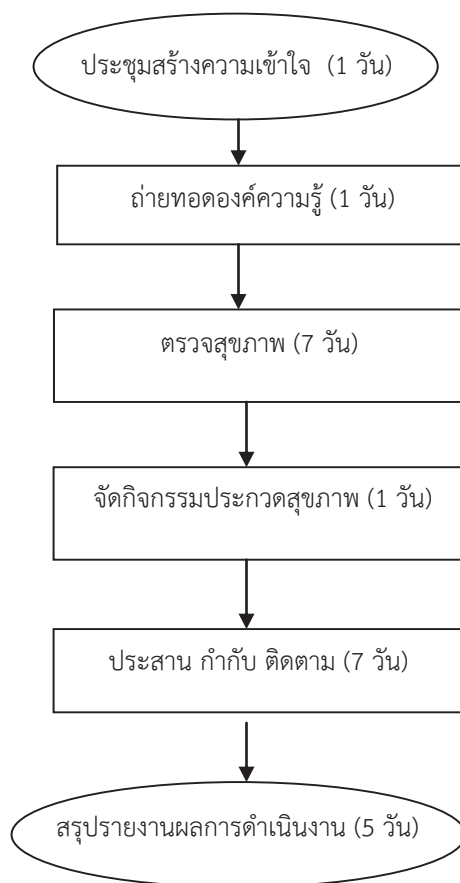 ประชุมสร้างความเข้าใจ (1 วัน)
ถ่ายทอดองค์ความรู้ (1 วัน)
ตรวจสุขภาพ (7 วัน)
จัดกิจกรรมประกวดสุขภาพ (1 วัน)
ประสาน กำกับ ติดตาม (7 วัน)
สรุปรายงานผลการดำเนินงาน (5 วัน)